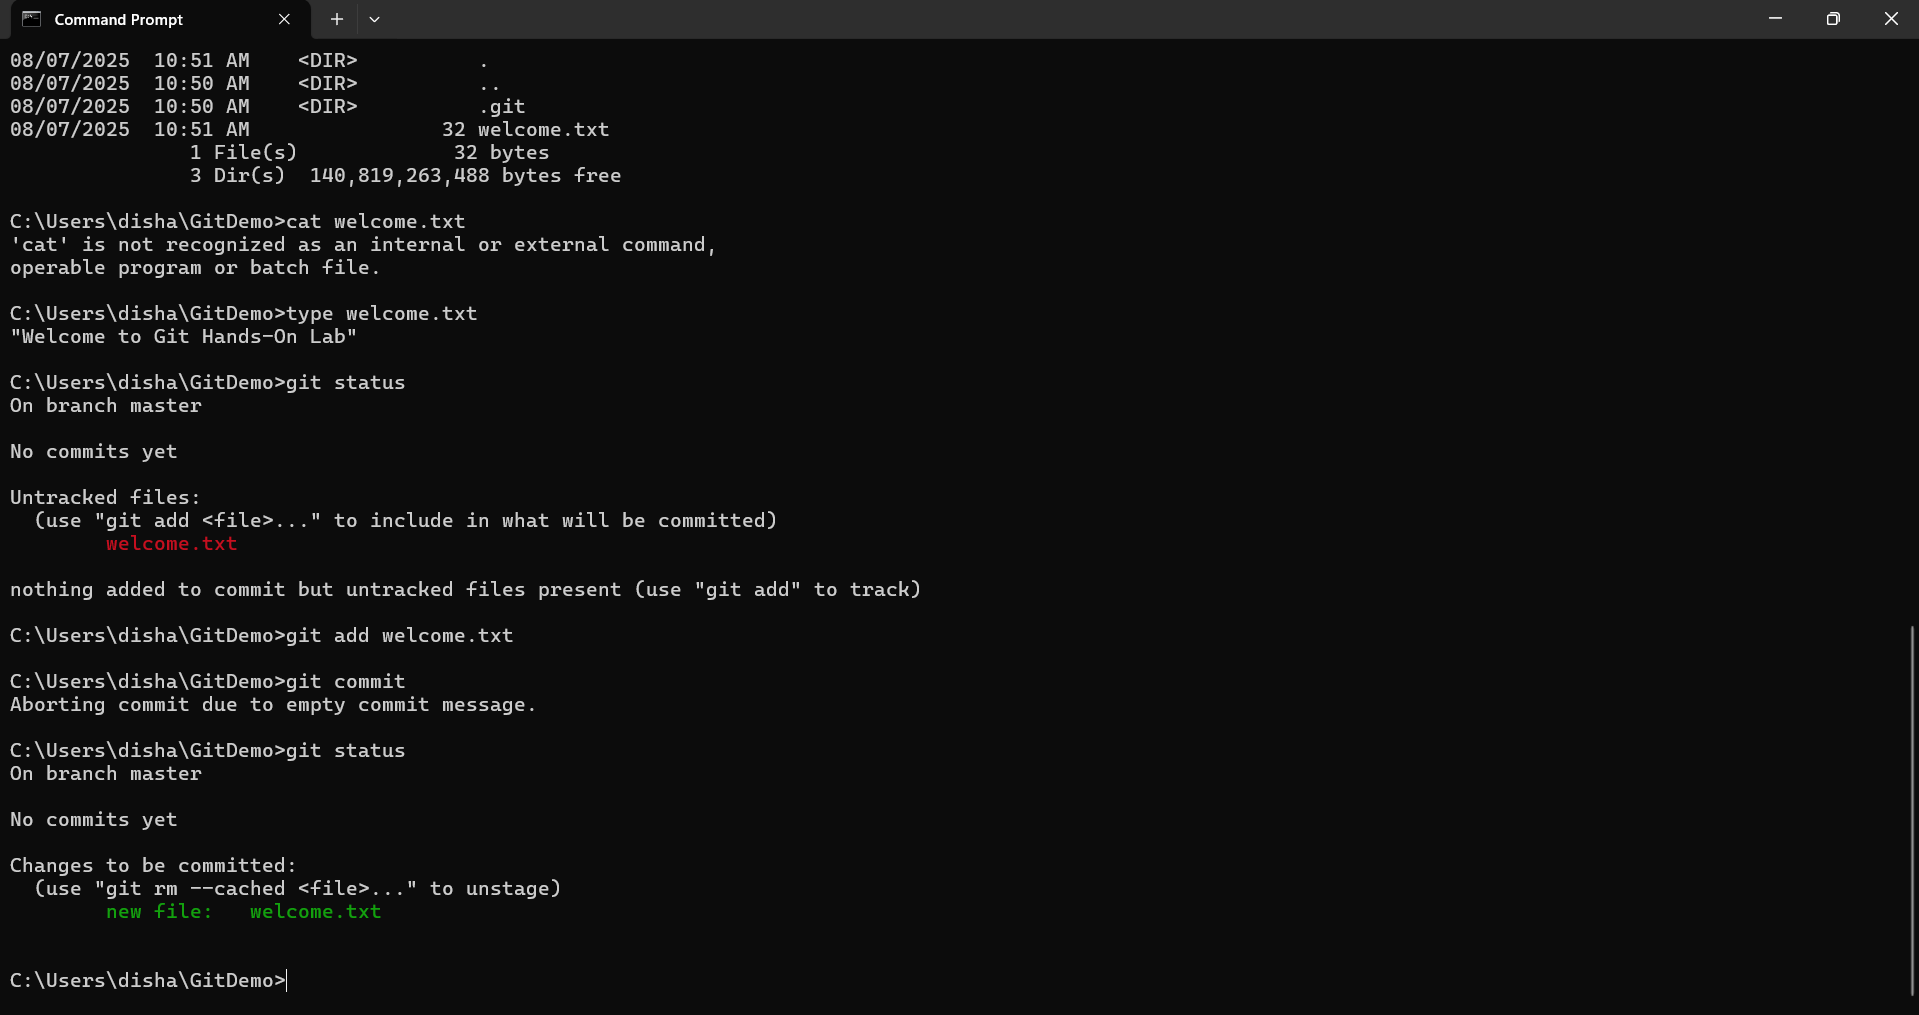 Command Prompt
08/07/2025  10:51 AM    <DIR>          .
08/07/2025  10:50 AM    <DIR>          ..
08/07/2025  10:50 AM    <DIR>          .git
08/07/2025  10:51 AM                32 welcome.txt
               1 File(s)             32 bytes
               3 Dir(s)  140,819,263,488 bytes free
C:\Users\disha\GitDemo>cat welcome.txt
'cat' is not recognized as an internal or external command,
operable program or batch file.
C:\Users\disha\GitDemo>type welcome.txt
"Welcome to Git Hands-On Lab"
C:\Users\disha\GitDemo>git status
On branch master
No commits yet
Untracked files:
  (use "git add <file>..." to include in what will be committed)
        welcome.txt
nothing added to commit but untracked files present (use "git add" to track)
C:\Users\disha\GitDemo>git add welcome.txt
C:\Users\disha\GitDemo>git commit
Aborting commit due to empty commit message.
C:\Users\disha\GitDemo>git status
On branch master
No commits yet
Changes to be committed:
  (use "git rm --cached <file>..." to unstage)
        new file:   welcome.txt
C:\Users\disha\GitDemo>